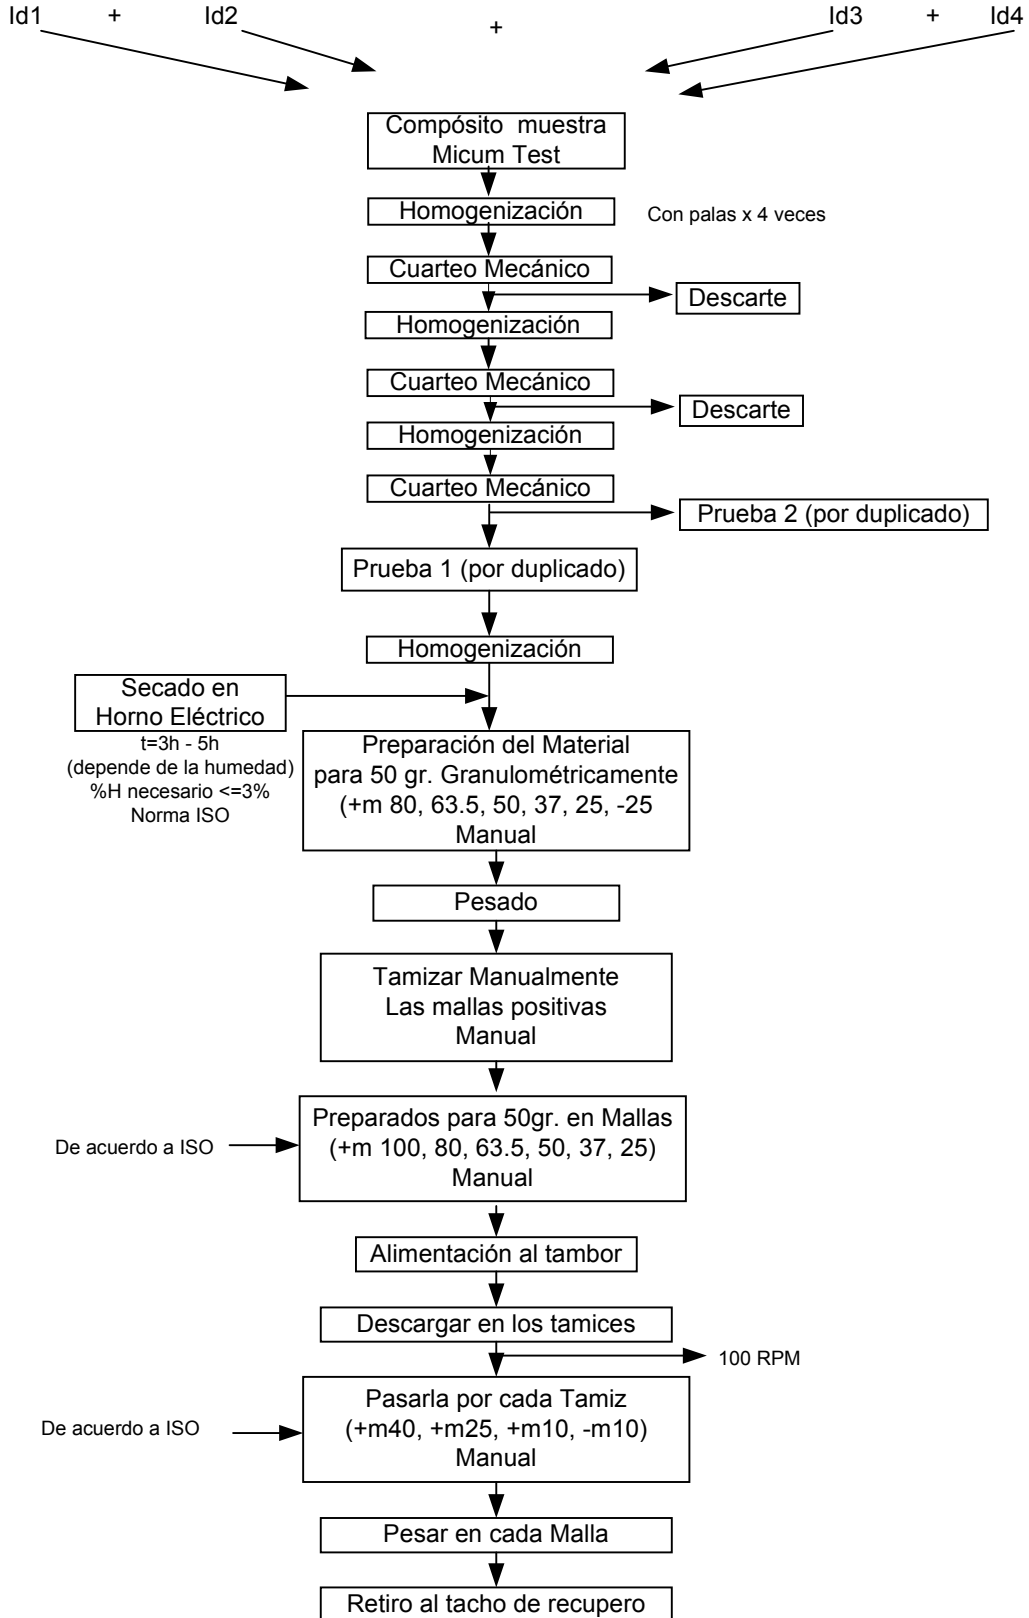 Id1 + Id2 + Id3 + Id4
Compósito muestra
Micum Test
Homogenización
Con palas x 4 veces
Cuarteo Mecánico
Descarte
Homogenización
Cuarteo Mecánico
Descarte
Homogenización
Cuarteo Mecánico
Prueba 2 (por duplicado)
Prueba 1 (por duplicado)
Homogenización
Secado en
Horno Eléctrico
t=3h - 5h
(depende de la humedad)
%H necesario <=3%
Norma ISO
Preparación del Material
para 50 gr. Granulométricamente
(+m 80, 63.5, 50, 37, 25, -25
Manual
Pesado
Tamizar Manualmente
Las mallas positivas
Manual
De acuerdo a ISO
Preparados para 50gr. en Mallas
(+m 100, 80, 63.5, 50, 37, 25)
Manual
Alimentación al tambor
Descargar en los tamices
100 RPM
De acuerdo a ISO
Pasarla por cada Tamiz
(+m40, +m25, +m10, -m10)
Manual
Pesar en cada Malla
Retiro al tacho de recupero